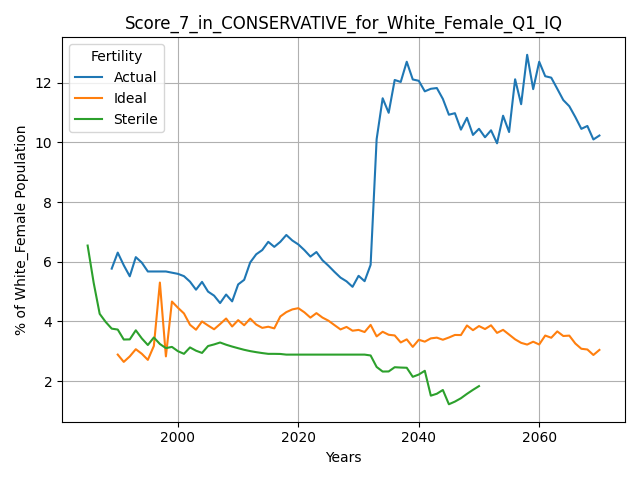 Score_7_in_CONSERVATIVE_for_White_Female_Q1_IQ
Fertility
Actual
Ideal
Sterile
% of White_Female Population
12
10
8
6
4
2
2000
2020
2040
2060
Years